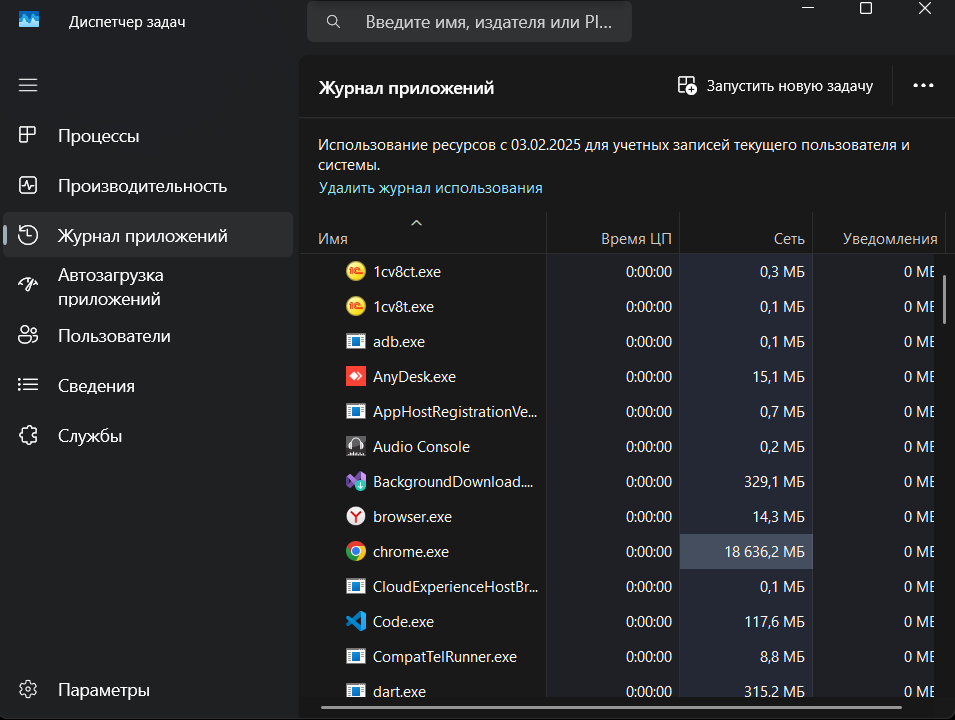 Диспетчер задач
Введите имя, издателя или PI...
Журнал приложений
Запустить новую задачу
Процессы
Производительность
Журнал приложений
Автозагрузка
приложений
Пользователи
Сведения
Службы
Параметры
Использование ресурсов с 03.02.2025 для учетных записей текущего пользователя и
системы.
Удалить журнал использования
Имя Время ЦП Сеть Уведомления
1cv8ct.exe 0:00:00 0,3 МБ 0 МБ
1cv8t.exe 0:00:00 0,1 МБ 0 МБ
adb.exe 0:00:00 0,1 МБ 0 МБ
AnyDesk.exe 0:00:00 15,1 МБ 0 МБ
AppHostRegistrationVe... 0:00:00 0,7 МБ 0 МБ
Audio Console 0:00:00 0,2 МБ 0 МБ
BackgroundDownload.... 0:00:00 329,1 МБ 0 МБ
browser.exe 0:00:00 14,3 МБ 0 МБ
chrome.exe 0:00:00 18 636,2 МБ 0 МБ
CloudExperienceHostBr... 0:00:00 0,1 МБ 0 МБ
Code.exe 0:00:00 117,6 МБ 0 МБ
CompatTelRunner.exe 0:00:00 8,8 МБ 0 МБ
dart.exe 0:00:00 315,2 МБ 0 МБ